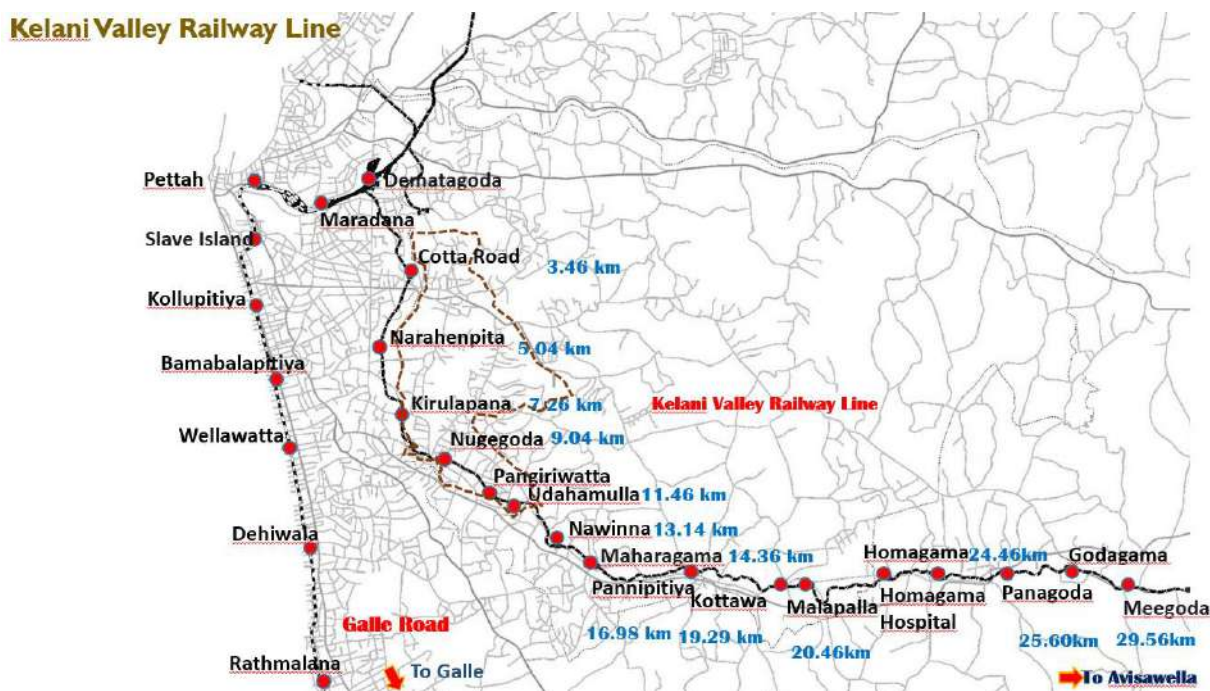 Kelani Valley Railway Line
Pettah
Dematagoda
Maradana
Slave Island
Cotta Road
3.46 km
Kollupitiya
Narahenpita
5.04 km
Bamabalapitiya
Kirulapana
7.26 km
Kelani Valley Railway Line
Wellawatta
Nugegoda
9.04 km
Pangiriwatta
Udahamulla
11.46 km
Dehiwala
Nawinna
13.14 km
Maharagama
14.36 km
Homagama
24.46km
Godagama
Pannipitiya
Kottawa
Malapalla
Homagama
Hospital
Panagoda
Meegoda
Galle Road
16.98 km
19.29 km
20.46km
25.60km
29.56km
Rathmalana
To Galle
To Avisawella